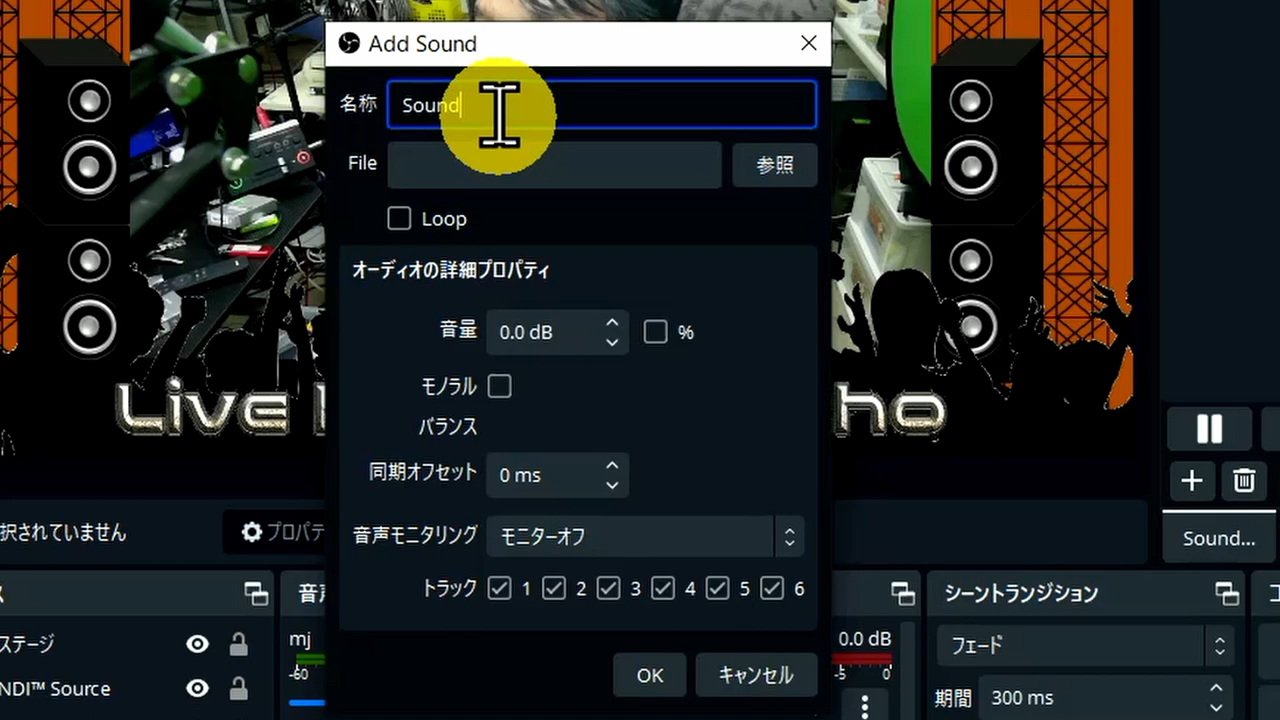 Add Sound
名称 Sound
File 参照
Loop
オーディオの詳細プロパティ
音量 0.0 dB %
モノラル
バランス
同期オフセット 0 ms
音声モニタリング モニターオフ
トラック 1 2 3 4 5 6
OK キャンセル
Live
ho
択されていません プロパテ
Sound...
ス
音声
シーントランジション
ステージ
mj
-60
0.0 dB
-5 0
フェード
NDI™ Source
期間 300 ms